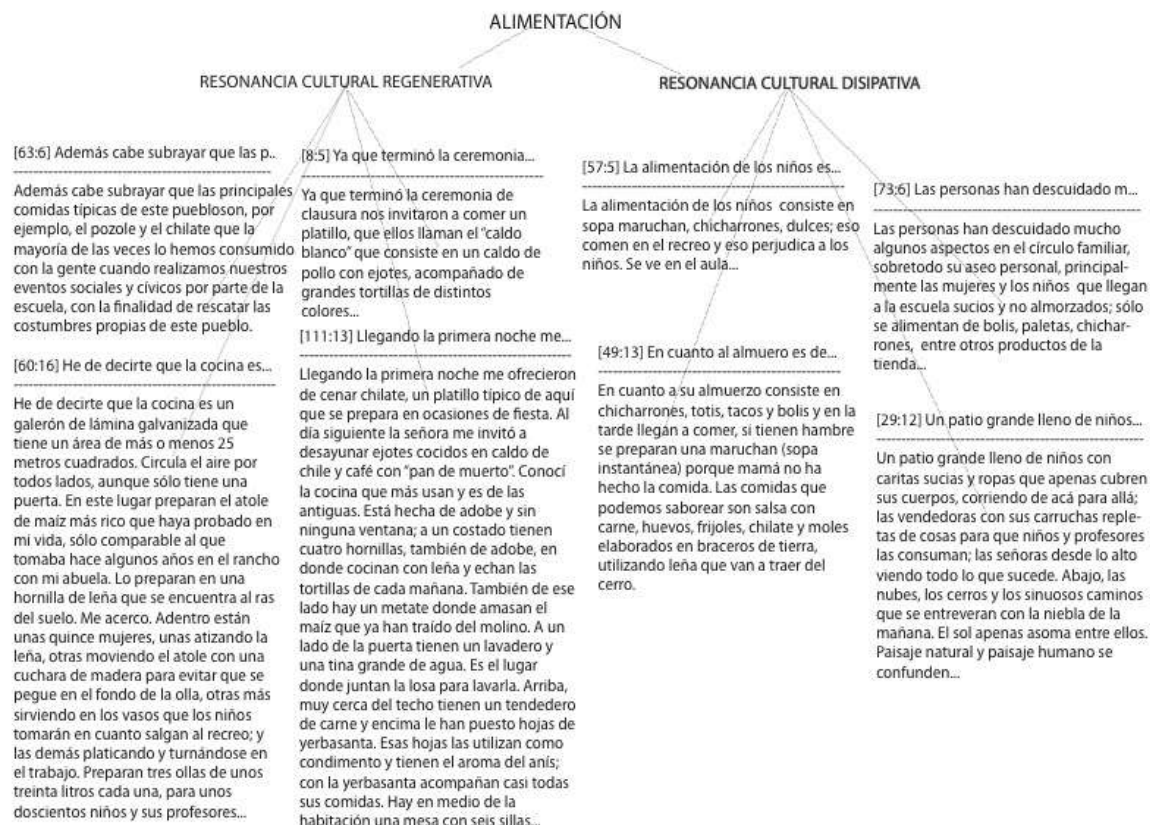 ALIMENTACIÓN
RESONANCIA CULTURAL REGENERATIVA
[63:6] Además cabe subrayar que las p..
Además cabe subrayar que las principales
comidas típicas de este puebloson, por
ejemplo, el pozole y el chilate que la
mayoría de las veces lo hemos consumido
con la gente cuando realizamos nuestros
eventos sociales y cívicos por parte de la
escuela, con la finalidad de rescatar las
costumbres propias de este pueblo.
[60:16] He de decirte que la cocina es...
He de decirte que la cocina es un
galerón de lámina galvanizada que
tiene un área de más o menos 25
metros cuadrados. Circula el aire por
todos lados, aunque sólo tiene una
puerta. En este lugar preparan el atole
de maíz más rico que haya probado en
mi vida, sólo comparable al que
tomaba hace algunos años en el rancho
con mi abuela. Lo preparan en una
hornilla de leña que se encuentra al ras
del suelo. Me acerco. Adentro están
unas quince mujeres, unas atizando la
leña, otras moviendo el atole con una
cuchara de madera para evitar que se
pegue en el fondo de la olla, otras más
sirviendo en los vasos que los niños
tomarán en cuanto salgan al recreo; y
las demás platicando y turnándose en
el trabajo. Preparan tres ollas de unos
treinta litros cada una, para unos
doscientos niños y sus profesores...
[8:5] Ya que terminó la ceremonia...
Ya que terminó la ceremonia de
clausura nos invitaron a comer un
platillo, que ellos llaman el "caldo
blanco" que consiste en un caldo de
pollo con ejotes, acompañado de
grandes tortillas de distintos
colores...
[111:13] Llegando la primera noche me...
Llegando la primera noche me ofrecieron
de cenar chilate, un platillo típico de aquí
que se prepara en ocasiones de fiesta. Al
día siguiente la señora me invitó a
desayunar ejotes cocidos en caldo de
chile y café con "pan de muerto". Conocí
la cocina que más usan y es de las
antiguas. Está hecha de adobe y sin
ninguna ventana; a un costado tienen
cuatro hornillas, también de adobe, en
donde cocinan con leña y echan las
tortillas de cada mañana. También de ese
lado hay un metate donde amasan el
maíz que ya han traído del molino. A un
lado de la puerta tienen un lavadero y
una tina grande de agua. Es el lugar
donde juntan la losa para lavarla. Arriba,
muy cerca del techo tienen un tendedero
de carne y encima le han puesto hojas de
yerbasanta. Esas hojas las utilizan como
condimento y tienen el aroma del anís;
con la yerbasanta acompañan casi todas
sus comidas. Hay en medio de la
habitación una mesa con seis sillas...
RESONANCIA CULTURAL DISIPATIVA
[57:5] La alimentación de los niños es...
La alimentación de los niños consiste en
sopa maruchan, chicharrones, dulces; eso
comen en el recreo y eso perjudica a los
niños. Se ve en el aula...
[49:13] En cuanto al almuero es de...
En cuanto a su almuerzo consiste en
chicharrones, totis, tacos y bolis y en la
tarde llegan a comer, si tienen hambre
se preparan una maruchan (sopa
instantánea) porque mamá no ha
hecho la comida. Las comidas que
podemos saborear son salsa con
carne, huevos, frijoles, chilate y moles
elaborados en braceros de tierra,
utilizando leña que van a traer del
cerro.
[73:6] Las personas han descuidado m...
Las personas han descuidado mucho
algunos aspectos en el círculo familiar,
sobretodo su aseo personal, principal-
mente las mujeres y los niños que llegan
a la escuela sucios y no almorzados; sólo
se alimentan de bolis, paletas, chichar-
rones, entre otros productos de la
tienda...
[29:12] Un patio grande lleno de niños...
Un patio grande lleno de niños con
caritas sucias y ropas que apenas cubren
sus cuerpos, corriendo de acá para allá;
las vendedoras con sus carruchas reple-
tas de cosas para que niños y profesores
las consuman; las señoras desde lo alto
viendo todo lo que sucede. Abajo, las
nubes, los cerros y los sinuosos caminos
que se entreveran con la niebla de la
mañana. El sol apenas asoma entre ellos.
Paisaje natural y paisaje humano se
confunden...